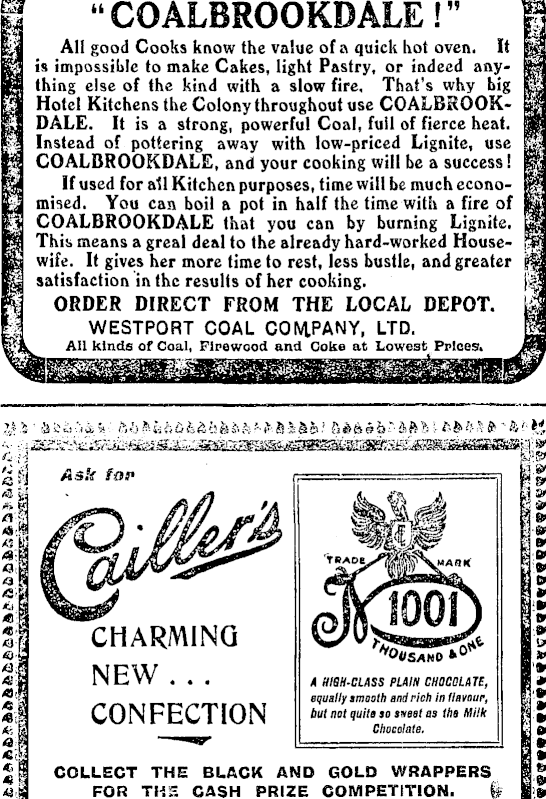 "COALBROOKDALE!"
All good Cooks know the value of a quick hot oven. It
is impossible to make Cakes, light Pastry, or indeed any-
thing else of the kind with a slow fire. That's why big
Hotel Kitchens the Colony throughout use COALBROOK-
DALE. It is a strong, powerful Coal, full of fierce heat.
Instead of pottering away with low-priced Lignite, use
COALBROOKDALE, and your cooking will be a success!
If used for all Kitchen purposes, time will be much econo-
mised. You can boil a pot in half the time with a fire of
COALBROOKDALE that you can by burning Lignite.
This means a great deal to the already hard-worked House-
wife. It gives her more time to rest, less bustle, and greater
satisfaction in the results of her cooking.
ORDER DIRECT FROM THE LOCAL DEPOT.
WESTPORT COAL COMPANY, LTD.
All kinds of Coal, Firewood and Coke at Lowest Prices.
Ask for
Cailler's
CHARMING
NEW ...
CONFECTION
TRADE MARK
N 1001
THOUSAND & ONE
A HIGH-CLASS PLAIN CHOCOLATE,
equally smooth and rich in flavour,
but not quite so sweet as the Milk
Chocolate.
COLLECT THE BLACK AND GOLD WRAPPERS
FOR THE CASH PRIZE COMPETITION.